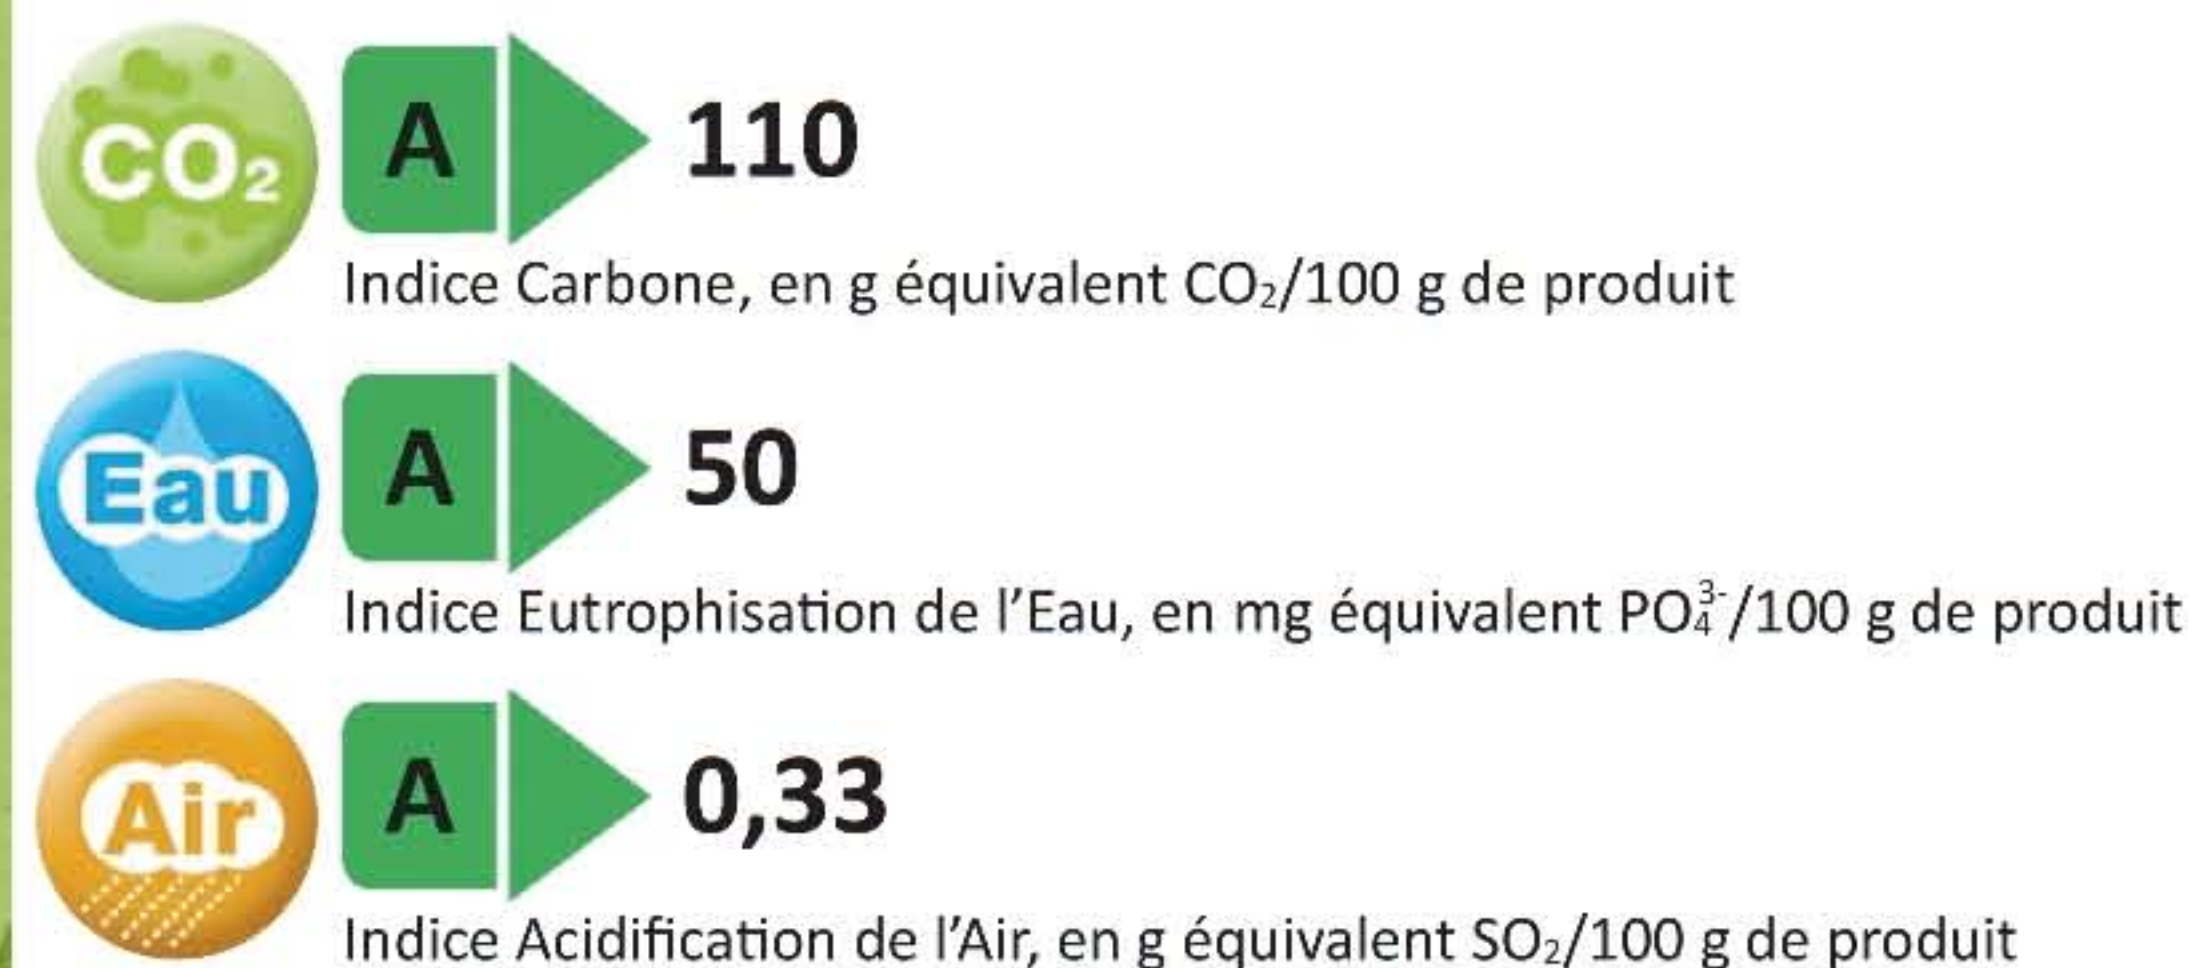 CO₂
A
110
Indice Carbone, en g équivalent CO₂/100 g de produit
Eau
A
50
Indice Eutrophisation de l’Eau, en mg équivalent PO₄³⁻/100 g de produit
Air
A
0,33
Indice Acidification de l’Air, en g équivalent SO₂/100 g de produit